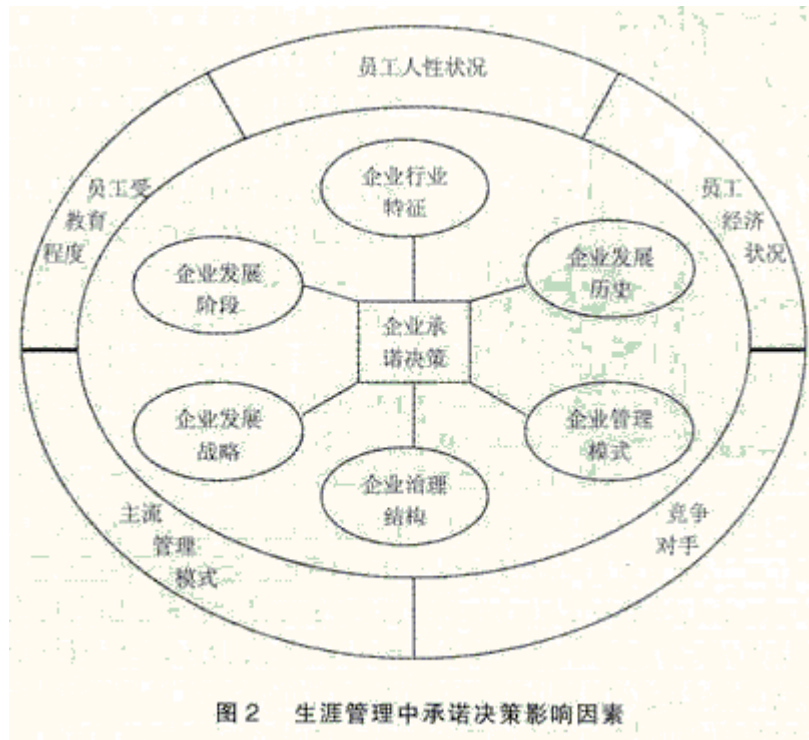 员工人性状况
员工受
教育
程度
员工
经济
状况
企业行业
特征
企业发展
阶段
企业发展
历史
企业承
诺决策
企业发展
战略
企业管理
模式
企业治理
结构
主流
管理
模式
竞争
对手
图2 生涯管理中承诺决策影响因素